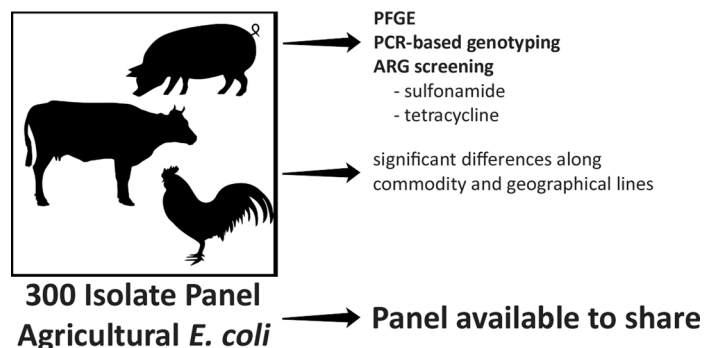 PFGE
PCR-based genotyping
ARG screening
- sulfonamide
- tetracycline
significant differences along
commodity and geographical lines
300 Isolate Panel
Agricultural E. coli
Panel available to share